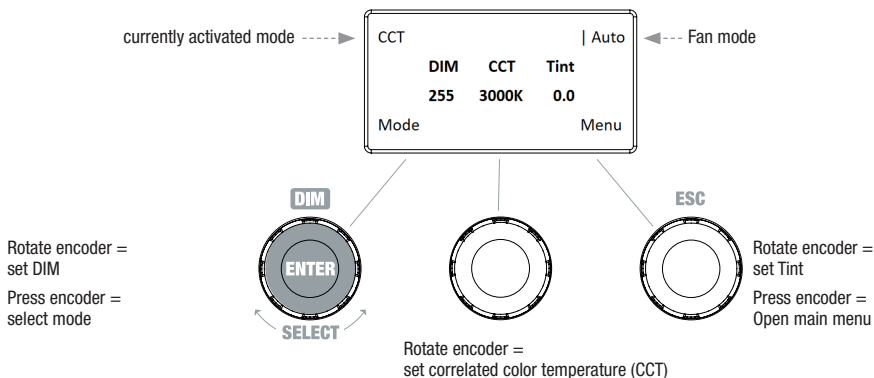 currently activated mode
CCT | Auto
Fan mode
DIM CCT Tint
255 3000K 0.0
Mode Menu
DIM
ESC
Rotate encoder =
set DIM
Press encoder =
select mode
ENTER
SELECT
Rotate encoder =
set correlated color temperature (CCT)
Rotate encoder =
set Tint
Press encoder =
Open main menu